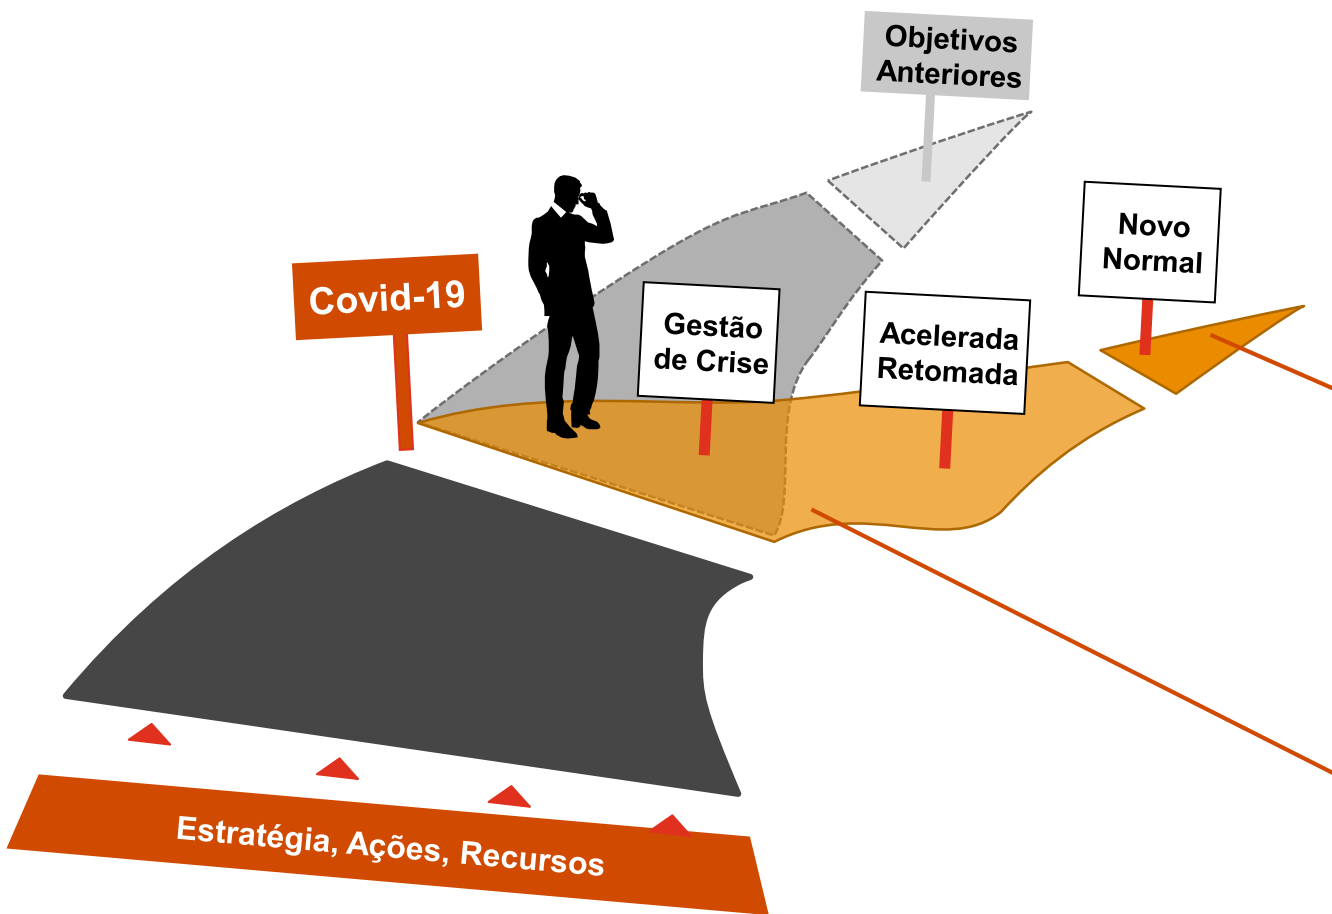 Objetivos
Anteriores
Novo
Normal
Covid-19
Gestão
de Crise
Acelerada
Retomada
Estratégia, Ações, Recursos